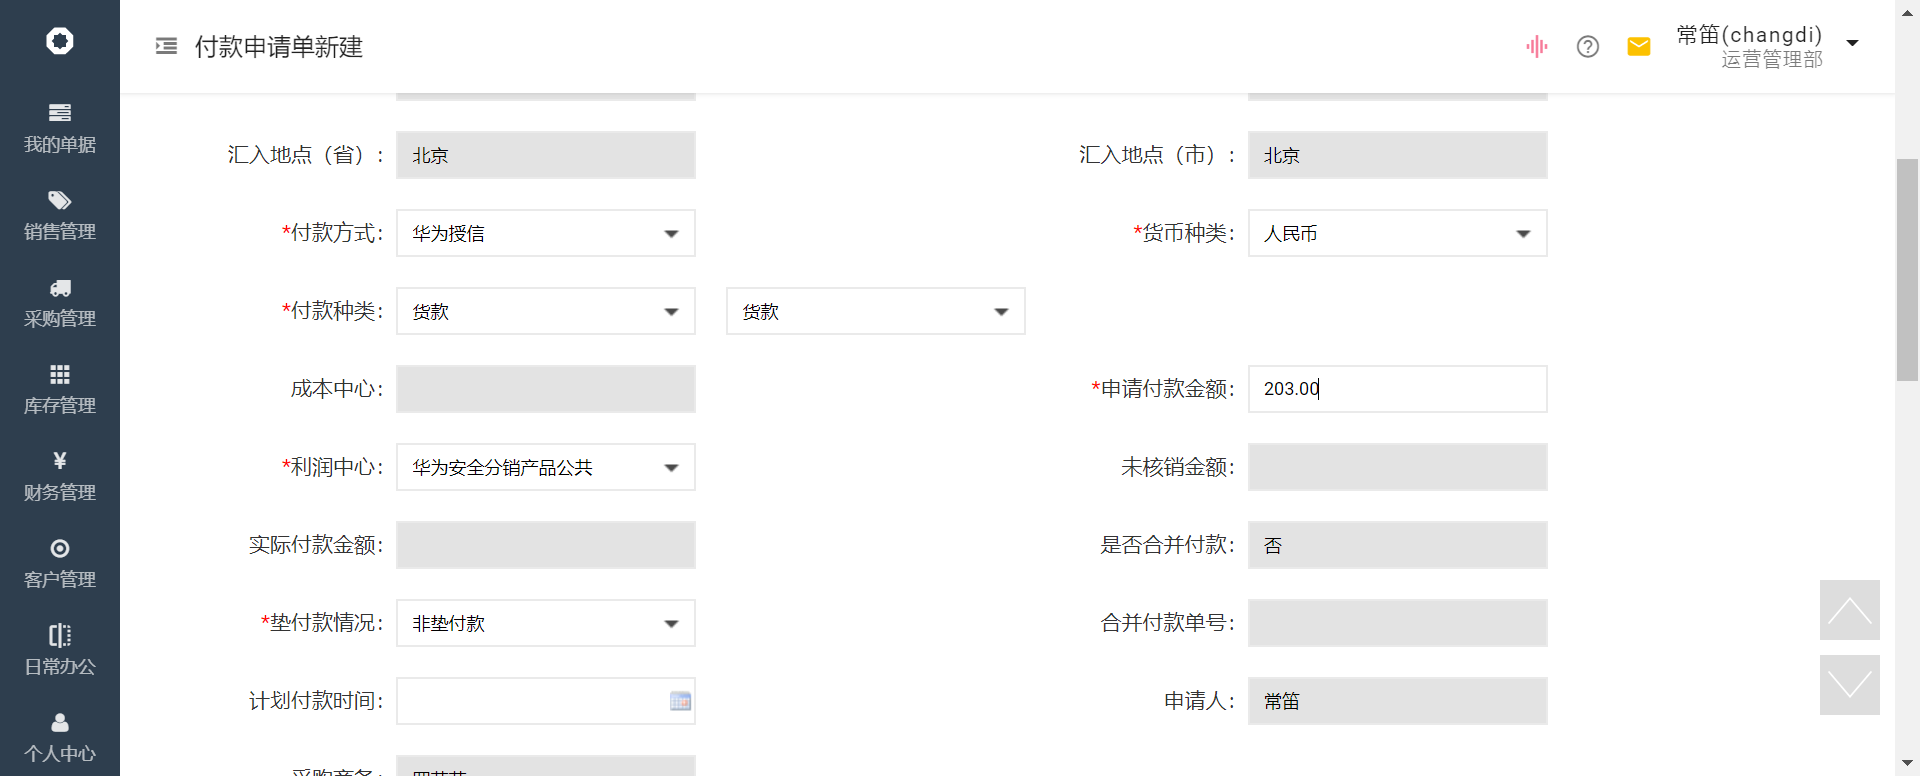 付款申请单新建
常笛(changdi)
运营管理部
我的单据
销售管理
采购管理
库存管理
¥
财务管理
客户管理
日常办公
个人中心
汇入地点（省）： 北京
汇入地点（市）： 北京
*付款方式： 华为授信
*货币种类： 人民币
*付款种类： 货款 货款
成本中心：
*申请付款金额： 203.00
*利润中心： 华为安全分销产品公共
未核销金额：
实际付款金额：
是否合并付款： 否
*垫付款情况： 非垫付款
合并付款单号：
计划付款时间：
申请人： 常笛
采购商务：